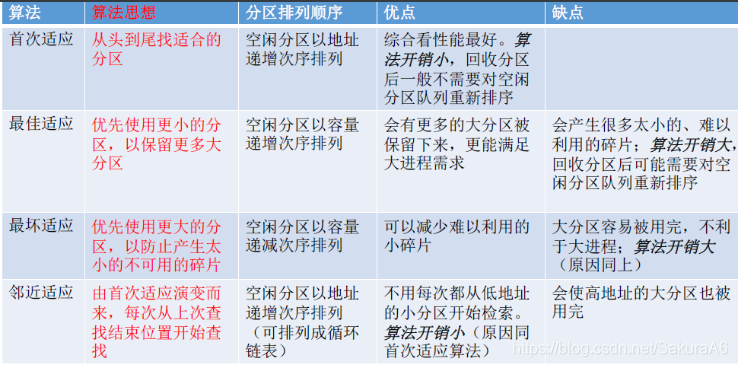 算法 算法思想 分区排列顺序 优点 缺点
首次适应 从头到尾找适合的 空闲分区以地址 综合看性能最好。算
分区 递增次序排列 法开销小，回收分区
后一般不需要对空闲
分区队列重新排序
最佳适应 优先使用更小的分 空闲分区以容量 会有更多的大分区被 会产生很多太小的、难以
区，以保留更多大 递增次序排列 保留下来，更能满足 利用的碎片；算法开销大，
分区 大进程需求 回收分区后可能需要对空
闲分区队列重新排序
最坏适应 优先使用更大的分 空闲分区以容量 可以减少难以利用的 大分区容易被用完，不利
区，以防止产生太 递减次序排列 小碎片 于大进程；算法开销大
小的不可用的碎片 （原因同上）
邻近适应 由首次适应演变而 空闲分区以地址 不用每次都从低地址 会使高地址的大分区也被
来，每次从上次查 递增次序排列 的小分区开始检索。 用完
找结束位置开始查 （可排列成循环 算法开销小（原因同
找 链表） 首次适应算法）
https://blog.csdn.net/SakuraA6